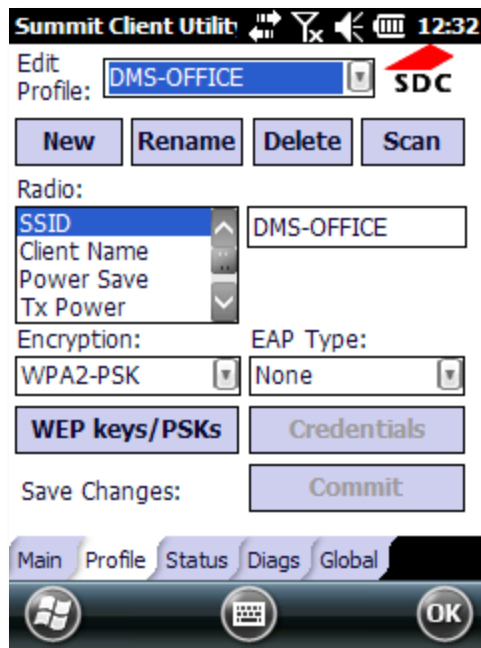 Summit Client Utility 12:32
Edit
Profile: DMS-OFFICE SDC
New Rename Delete Scan
Radio:
SSID DMS-OFFICE
Client Name
Power Save
Tx Power
Encryption: EAP Type:
WPA2-PSK None
WEP keys/PSKs Credentials
Save Changes: Commit
Main Profile Status Diags Global
OK